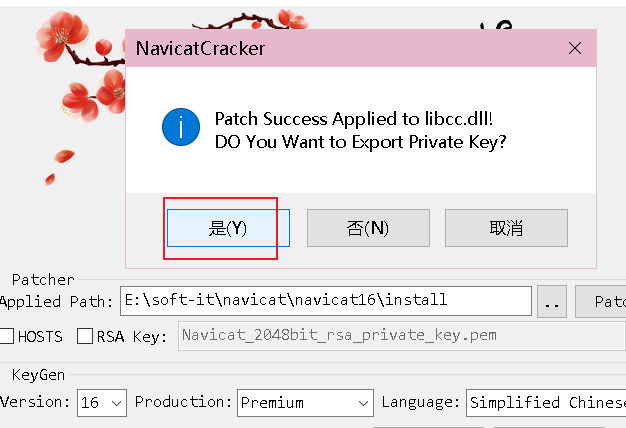 NavicatCracker
Patch Success Applied to libcc.dll!
DO You Want to Export Private Key?
是(Y)
否(N)
取消
Patcher
Applied Path:
E:\soft-it\navicat\navicat16\install
..
Patc
HOSTS
RSA Key:
Navicat_2048bit_rsa_private_key.pem
KeyGen
Version:
16
Production:
Premium
Language:
Simplified Chinese